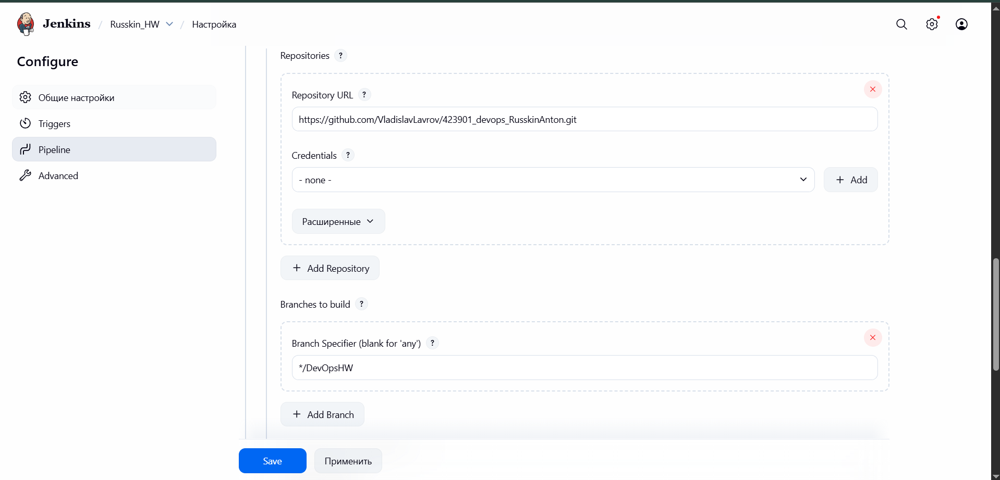 Jenkins / Russkin_HW / Настройка
Configure
Общие настройки
Triggers
Pipeline
Advanced
Repositories ?
Repository URL ?
https://github.com/VladislavLavrov/423901_devops_RusskinAnton.git
Credentials ?
- none -
+ Add
Расширенные
+ Add Repository
Branches to build ?
Branch Specifier (blank for 'any') ?
*/DevOpsHW
+ Add Branch
Save
Применить